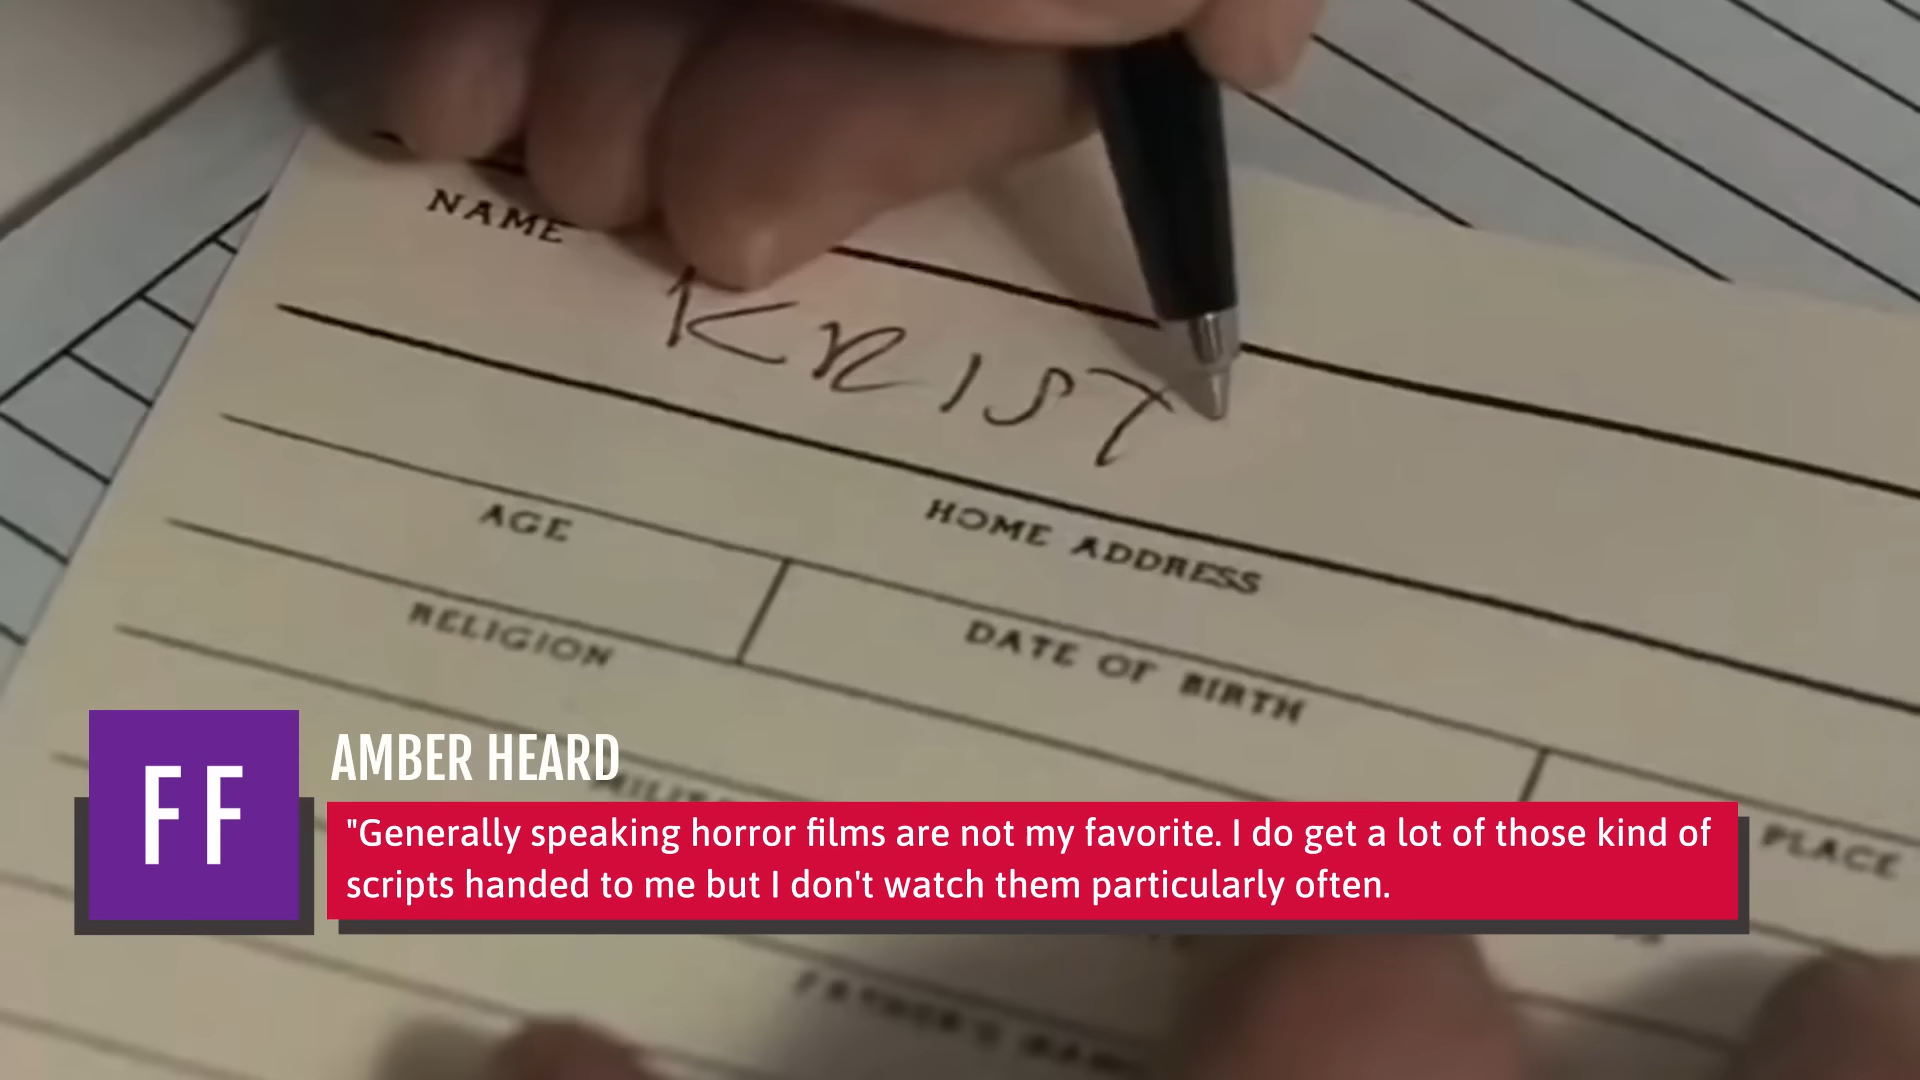 NAME
KRIST
HOME ADDRESS
AGE
DATE OF BIRTH
RELIGION
PLACE
FATHER'S NAME
FF
AMBER HEARD
"Generally speaking horror films are not my favorite. I do get a lot of those kind of
scripts handed to me but I don't watch them particularly often.